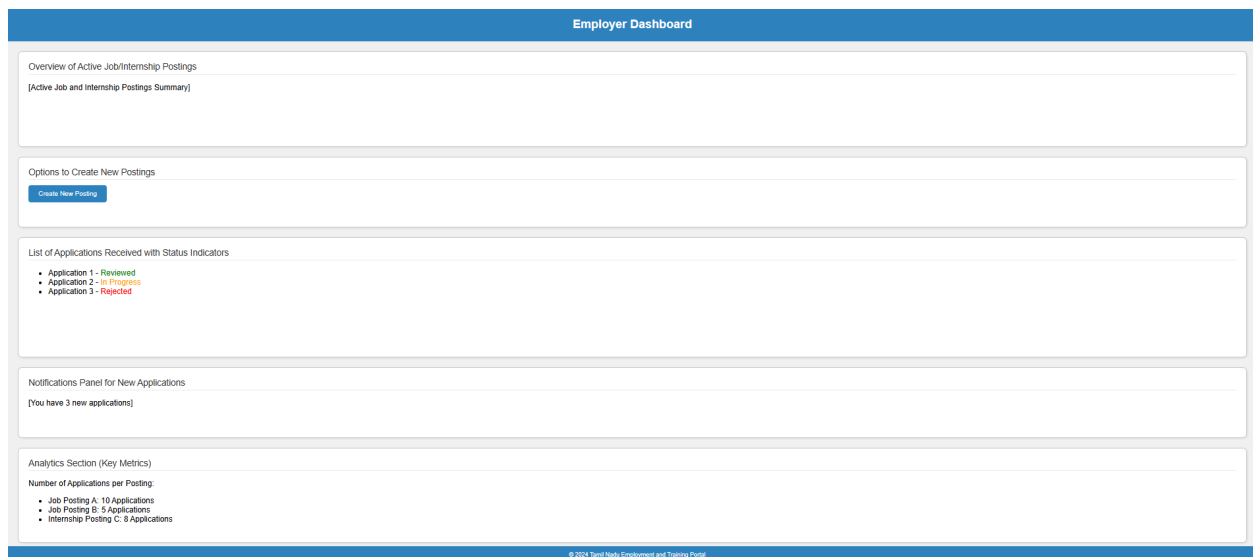 Employer Dashboard
Overview of Active Job/Internship Postings
[Active Job and Internship Postings Summary]
Options to Create New Postings
Create New Posting
List of Applications Received with Status Indicators
Application 1 - Reviewed
Application 2 - In Progress
Application 3 - Rejected
Notifications Panel for New Applications
[You have 3 new applications]
Analytics Section (Key Metrics)
Number of Applications per Posting:
Job Posting A: 10 Applications
Job Posting B: 5 Applications
Internship Posting C: 8 Applications
© 2024 Tamil Nadu Employment and Training Portal